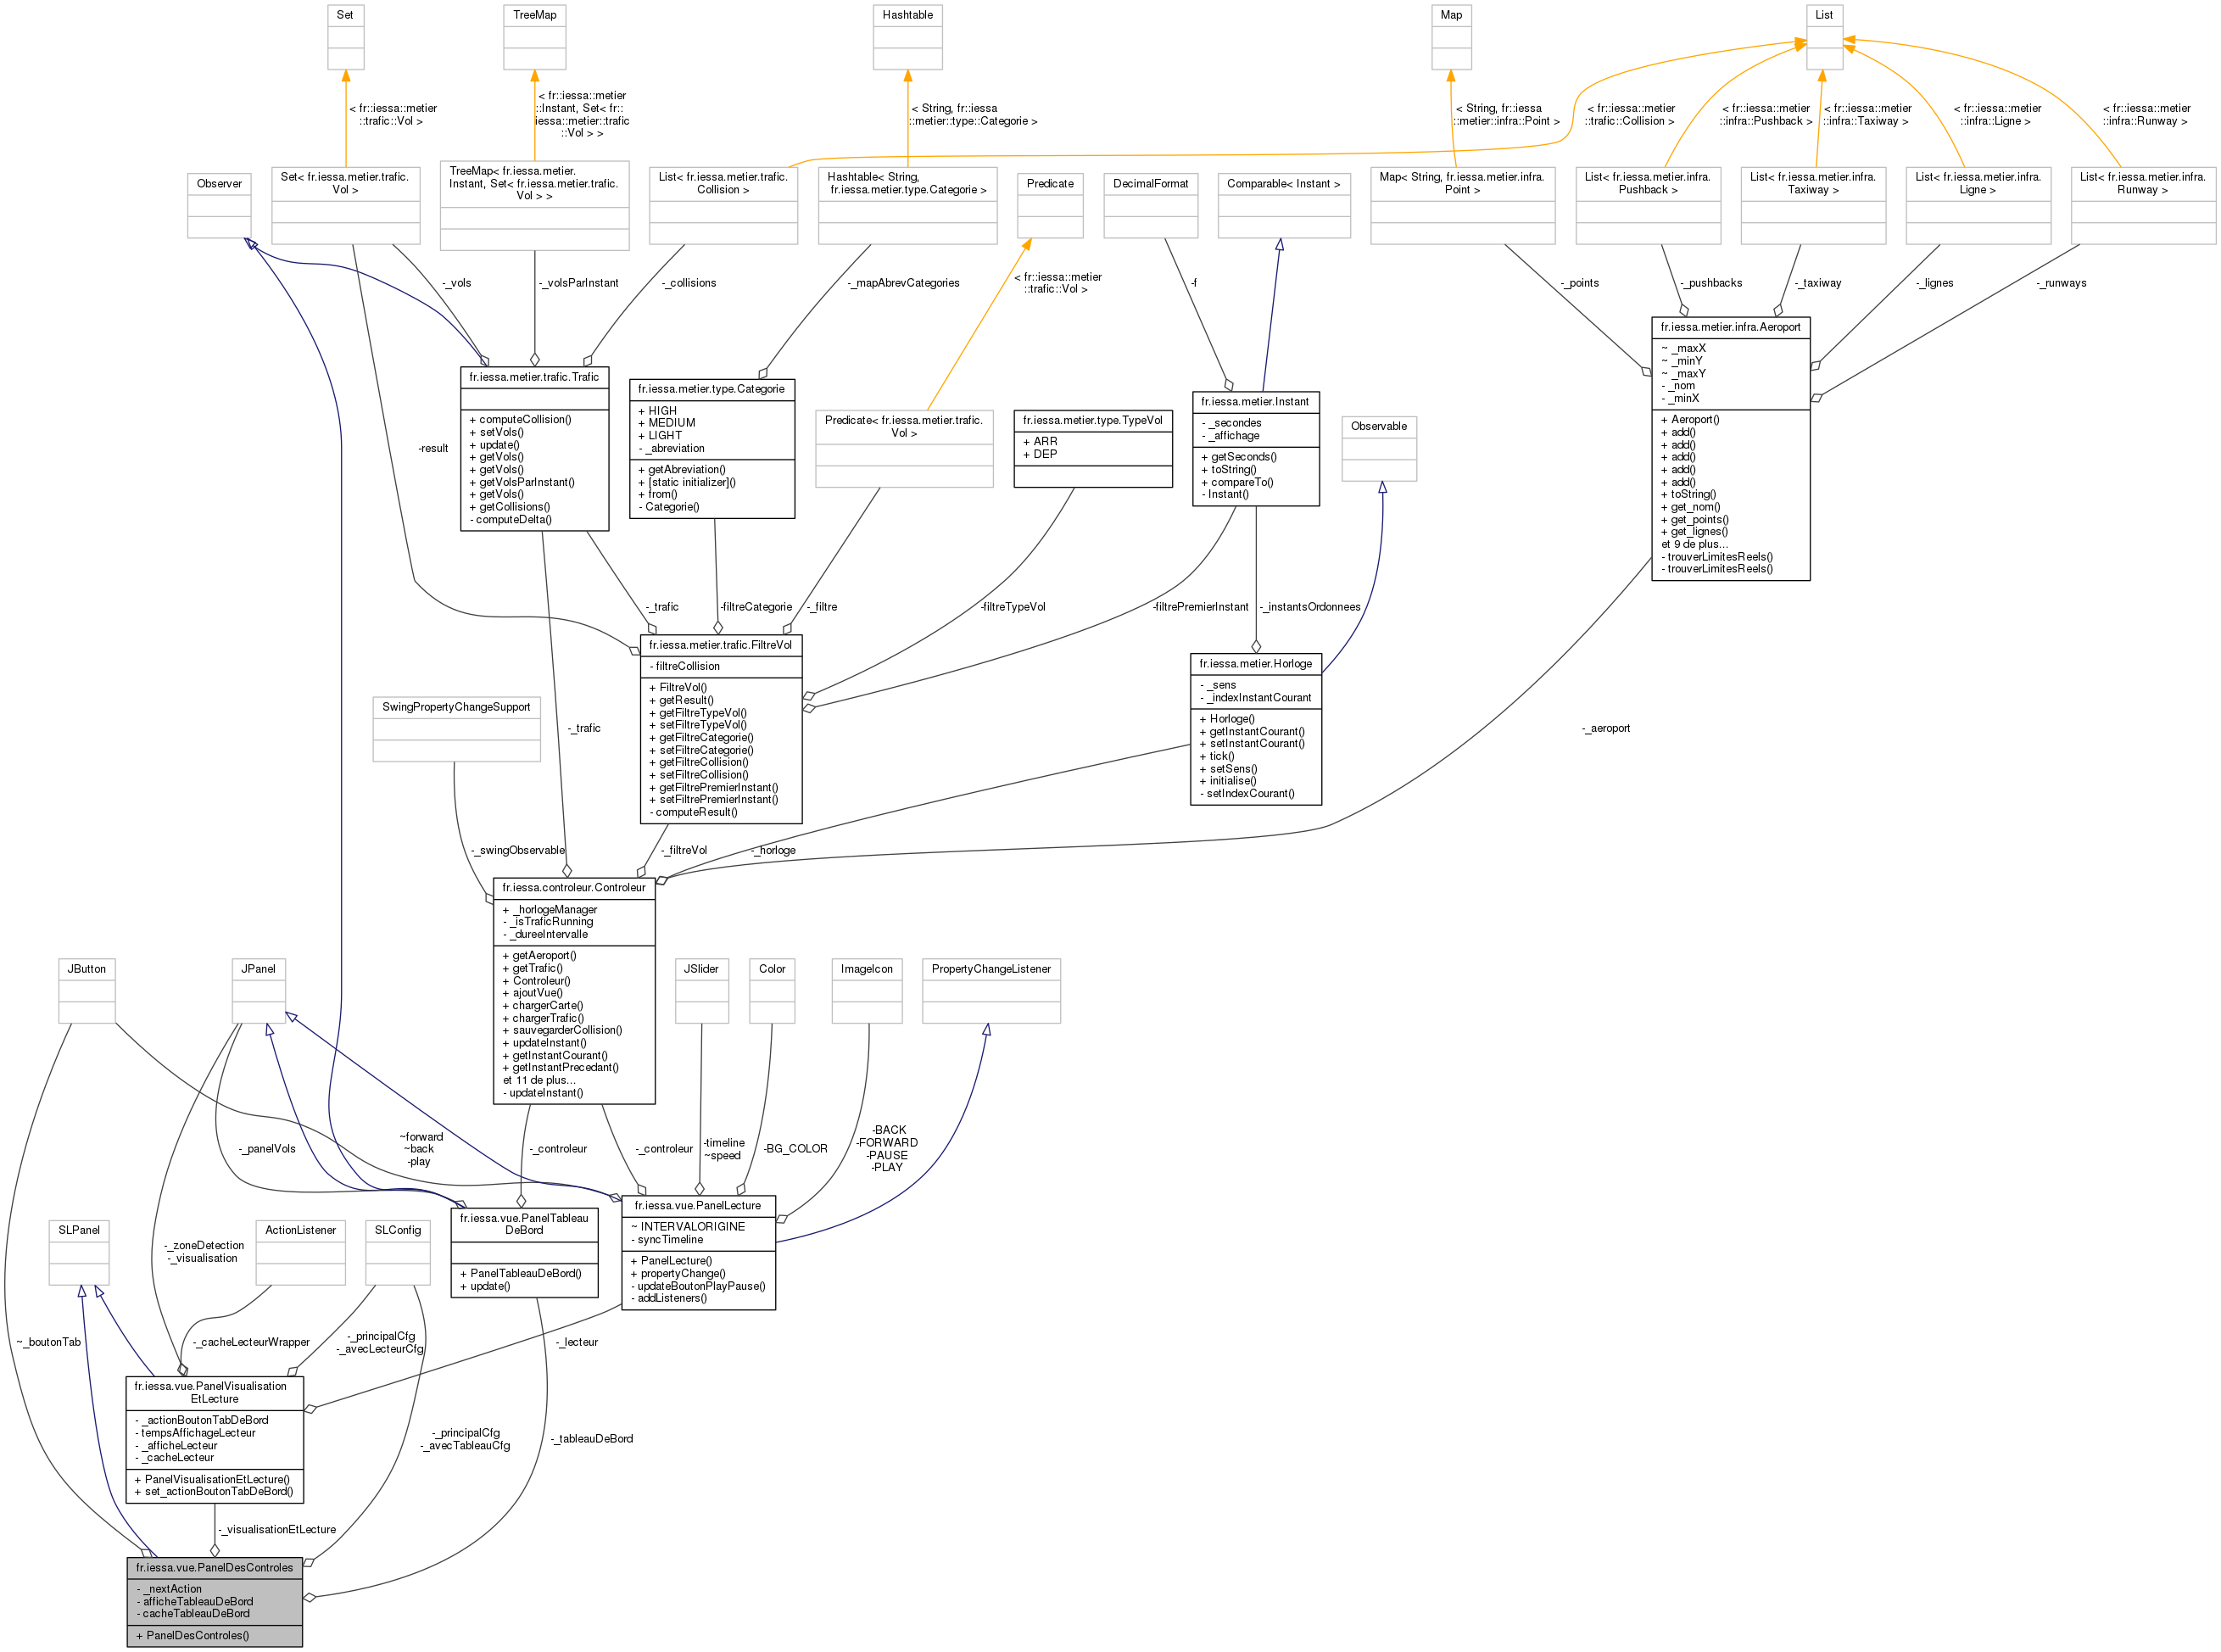 Set
TreeMap
Hashtable
Map
List
< fr::iessa::metier
::trafic::Vol >
< fr::iessa::metier
::Instant, Set< fr::
iessa::metier::trafic
::Vol > >
< String, fr::iessa
::metier::type::Categorie >
< String, fr::iessa
::metier::infra::Point >
< fr::iessa::metier
::trafic::Collision >
< fr::iessa::metier
::infra::Pushback >
< fr::iessa::metier
::infra::Taxiway >
< fr::iessa::metier
::infra::Ligne >
< fr::iessa::metier
::infra::Runway >
Observer
Set< fr.iessa.metier.trafic.
Vol >
TreeMap< fr.iessa.metier.
Instant, Set< fr.iessa.metier.trafic.
Vol > >
List< fr.iessa.metier.trafic.
Collision >
Hashtable< String,
fr.iessa.metier.type.Categorie >
Predicate
DecimalFormat
Comparable< Instant >
Map< String, fr.iessa.metier.infra.
Point >
List< fr.iessa.metier.infra.
Pushback >
List< fr.iessa.metier.infra.
Taxiway >
List< fr.iessa.metier.infra.
Ligne >
List< fr.iessa.metier.infra.
Runway >
-_vols
-_volsParInstant
-_collisions
-_mapAbrevCategories
< fr::iessa::metier
::trafic::Vol >
-f
-_points
-_pushbacks
-_taxiway
-_lignes
-_runways
-result
fr.iessa.metier.trafic.Trafic
+ computeCollision()
+ setVols()
+ update()
+ getVols()
+ getVols()
+ getVolsParInstant()
+ getVols()
+ getCollisions()
- computeDelta()
fr.iessa.metier.type.Categorie
+ HIGH
+ MEDIUM
+ LIGHT
- _abreviation
+ getAbreviation()
+ [static initializer]()
+ from()
- Categorie()
Predicate< fr.iessa.metier.trafic.
Vol >
fr.iessa.metier.type.TypeVol
+ ARR
+ DEP
fr.iessa.metier.Instant
- _secondes
- _affichage
+ getSeconds()
+ toString()
+ compareTo()
- Instant()
Observable
fr.iessa.metier.infra.Aeroport
~ _maxX
~ _minY
~ _maxY
- _nom
- _minX
+ Aeroport()
+ add()
+ add()
+ add()
+ add()
+ add()
+ toString()
+ get_nom()
+ get_points()
+ get_lignes()
et 9 de plus...
- trouverLimitesReels()
- trouverLimitesReels()
-_trafic
-filtreCategorie
-_filtre
-filtreTypeVol
-filtrePremierInstant
-_instantsOrdonnees
fr.iessa.metier.trafic.FiltreVol
- filtreCollision
+ FiltreVol()
+ getResult()
+ getFiltreTypeVol()
+ setFiltreTypeVol()
+ getFiltreCategorie()
+ setFiltreCategorie()
+ getFiltreCollision()
+ setFiltreCollision()
+ getFiltrePremierInstant()
+ setFiltrePremierInstant()
- computeResult()
fr.iessa.metier.Horloge
- _sens
- _indexInstantCourant
+ Horloge()
+ getInstantCourant()
+ setInstantCourant()
+ tick()
+ setSens()
+ initialise()
- setIndexCourant()
SwingPropertyChangeSupport
-_trafic
-_aeroport
-_swingObservable
-_filtreVol
-_horloge
fr.iessa.controleur.Controleur
+ _horlogeManager
- _isTraficRunning
- _dureeIntervalle
+ getAeroport()
+ getTrafic()
+ Controleur()
+ ajoutVue()
+ chargerCarte()
+ chargerTrafic()
+ sauvegarderCollision()
+ updateInstant()
+ getInstantCourant()
+ getInstantPrecedant()
et 11 de plus...
- updateInstant()
JButton
JPanel
JSlider
Color
ImageIcon
PropertyChangeListener
-_panelVols
~forward
~back
-play
-_controleur
-_controleur
-timeline
~speed
-BG_COLOR
-BACK
-FORWARD
-PAUSE
-PLAY
SLPanel
-_zoneDetection
-_visualisation
ActionListener
SLConfig
fr.iessa.vue.PanelTableau
DeBord
+ PanelTableauDeBord()
+ update()
fr.iessa.vue.PanelLecture
~ INTERVALORIGINE
- syncTimeline
+ PanelLecture()
+ propertyChange()
- updateBoutonPlayPause()
- addListeners()
~_boutonTab
-_cacheLecteurWrapper
-_principalCfg
-_avecLecteurCfg
-_lecteur
fr.iessa.vue.PanelVisualisation
EtLecture
- _actionBoutonTabDeBord
- tempsAffichageLecteur
- _afficheLecteur
- _cacheLecteur
+ PanelVisualisationEtLecture()
+ set_actionBoutonTabDeBord()
-_principalCfg
-_avecTableauCfg
-_tableauDeBord
-_visualisationEtLecture
fr.iessa.vue.PanelDesControles
- _nextAction
- afficheTableauDeBord
- cacheTableauDeBord
+ PanelDesControles()